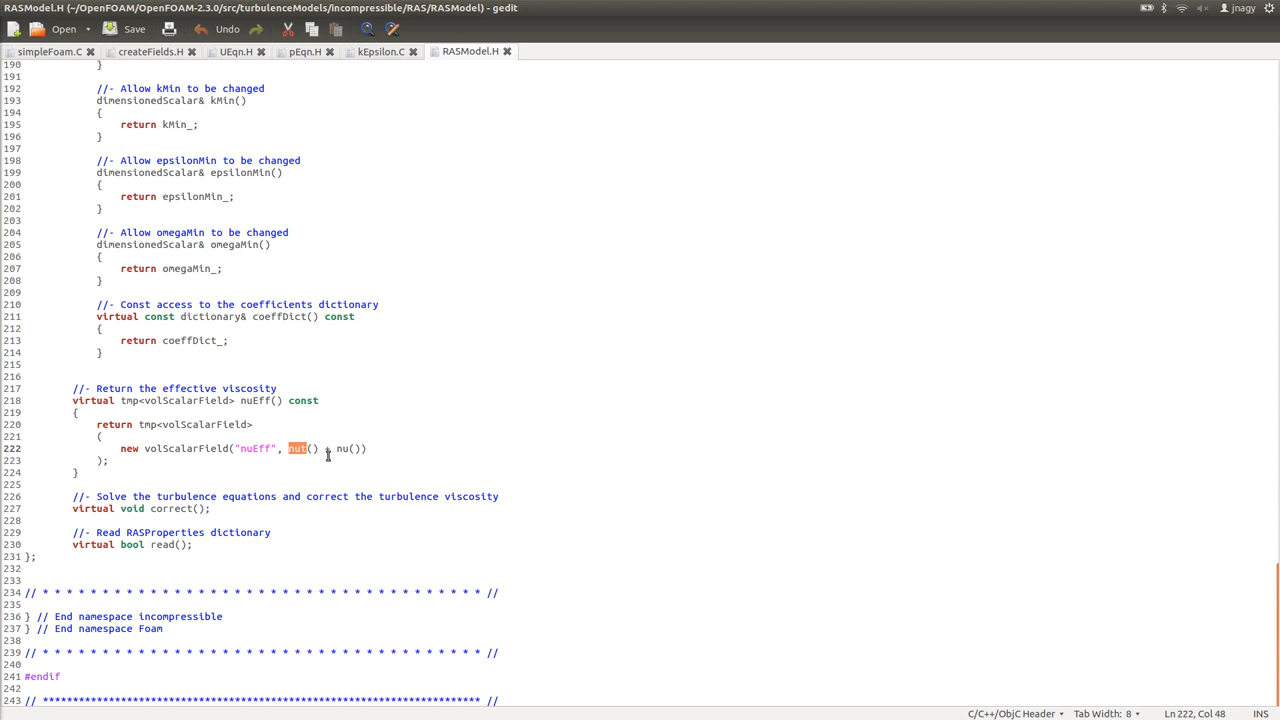 RASModel.H (~/OpenFOAM/OpenFOAM-2.3.0/src/turbulenceModels/incompressible/RAS/RASModel) - gedit
jnagy
Open Save Undo
simpleFoam.C createFields.H UEqn.H pEqn.H kEpsilon.C RASModel.H
190 }
191
192 //- Allow kMin to be changed
193 dimensionedScalar& kMin()
194 {
195 return kMin_;
196 }
197
198 //- Allow epsilonMin to be changed
199 dimensionedScalar& epsilonMin()
200 {
201 return epsilonMin_;
202 }
203
204 //- Allow omegaMin to be changed
205 dimensionedScalar& omegaMin()
206 {
207 return omegaMin_;
208 }
209
210 //- Const access to the coefficients dictionary
211 virtual const dictionary& coeffDict() const
212 {
213 return coeffDict_;
214 }
215
216
217 //- Return the effective viscosity
218 virtual tmp<volScalarField> nuEff() const
219 {
220 return tmp<volScalarField>
221 (
222 new volScalarField("nuEff", nut() + nu())
223 );
224 }
225
226 //- Solve the turbulence equations and correct the turbulence viscosity
227 virtual void correct();
228
229 //- Read RASProperties dictionary
230 virtual bool read();
231 };
232
233
234 // * * * * * * * * * * * * * * * * * * * * * * * * * * * * * * * * * * * * * //
235
236 } // End namespace incompressible
237 } // End namespace Foam
238
239
240 // * * * * * * * * * * * * * * * * * * * * * * * * * * * * * * * * * * * * * //
241 #endif
242
243 // ************************************************************************* //
C/C++/ObjC Header Tab Width: 8 Ln 222, Col 48 INS